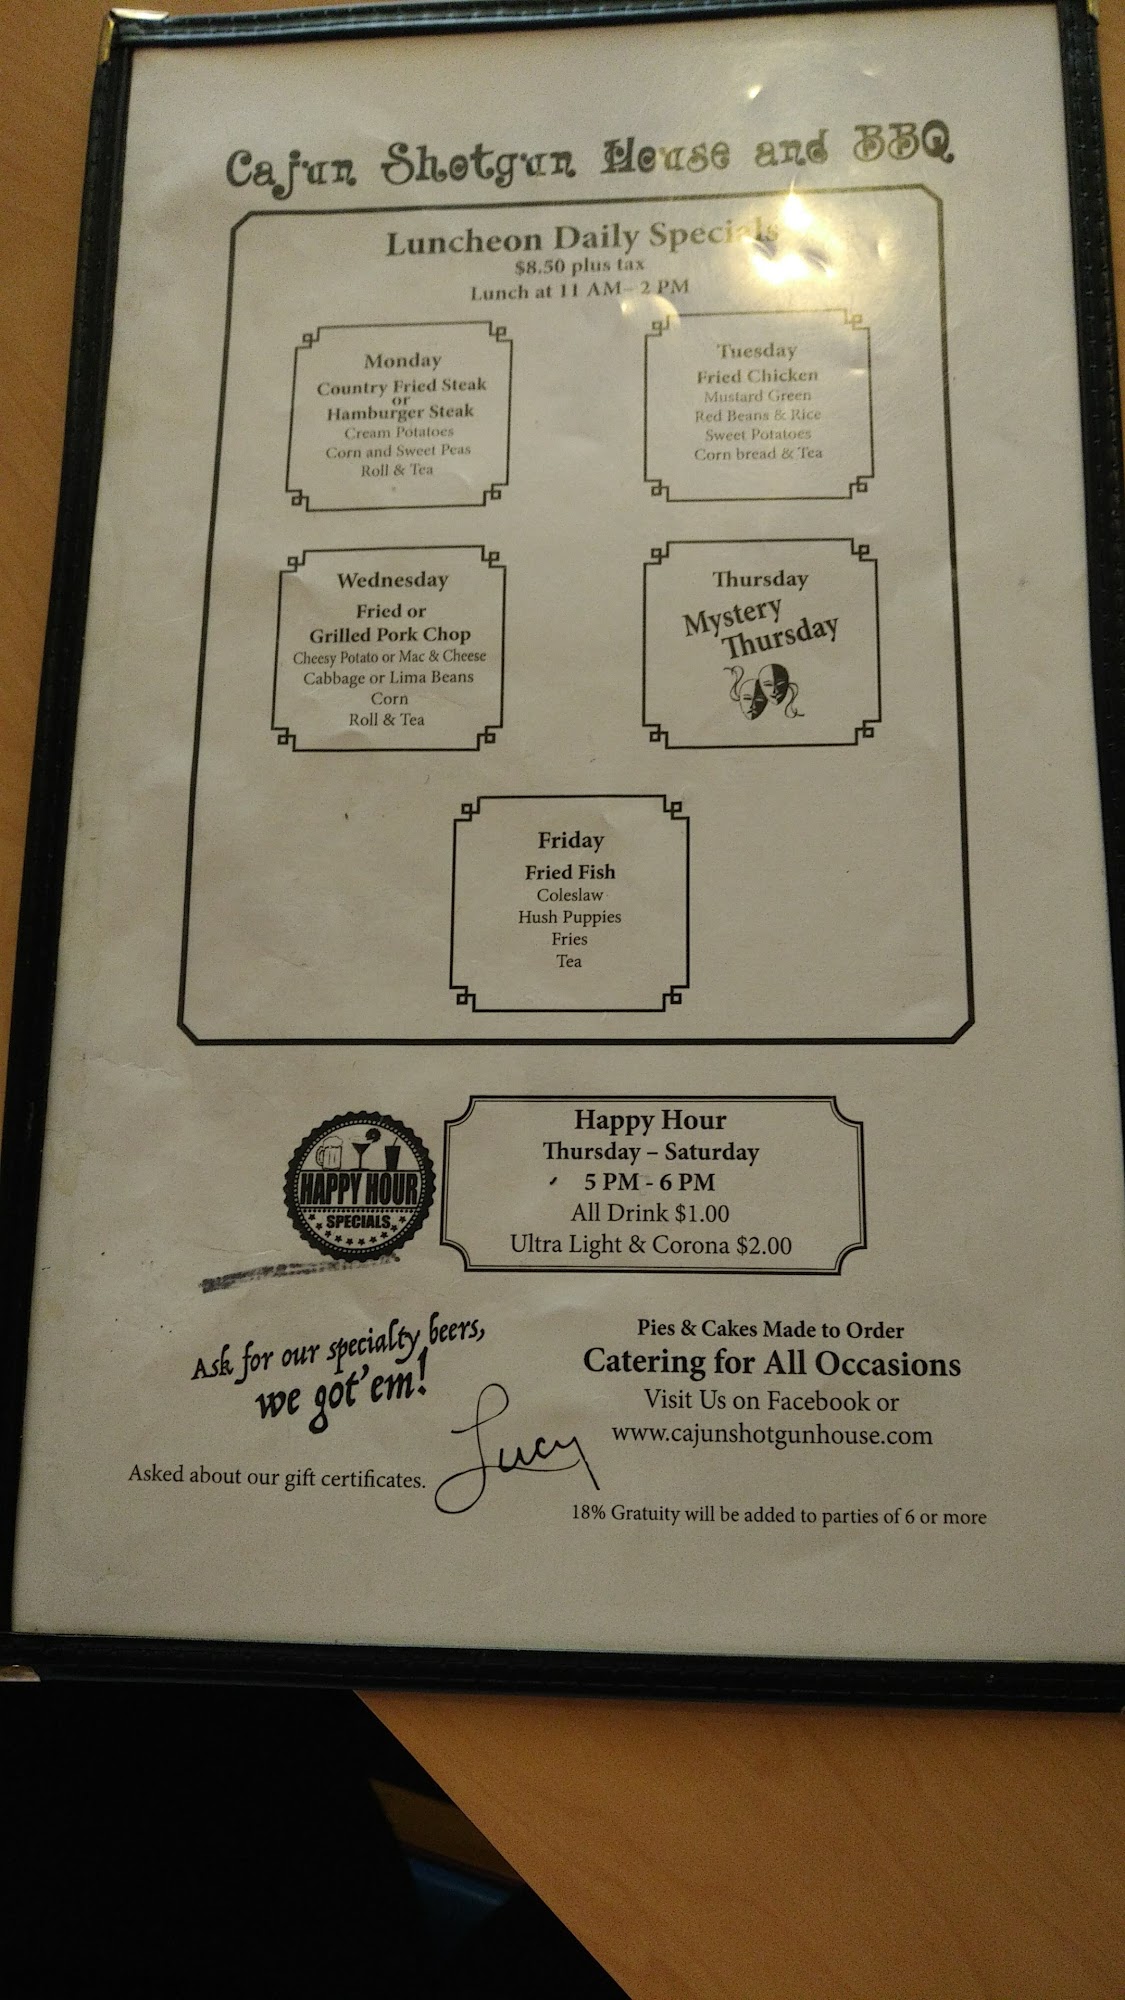 Cajun Shotgun House and BBQ
Luncheon Daily Specials
$8.50 plus tax
Lunch at 11 AM– 2 PM
Monday
Country Fried Steak
or
Hamburger Steak
Cream Potatoes
Corn and Sweet Peas
Roll & Tea
Tuesday
Fried Chicken
Mustard Green
Red Beans & Rice
Sweet Potatoes
Corn bread & Tea
Wednesday
Fried or
Grilled Pork Chop
Cheesy Potato or Mac & Cheese
Cabbage or Lima Beans
Corn
Roll & Tea
Thursday
Mystery
Thursday
Friday
Fried Fish
Coleslaw
Hush Puppies
Fries
Tea
HAPPY HOUR
SPECIALS
Happy Hour
Thursday – Saturday
5 PM - 6 PM
All Drink $1.00
Ultra Light & Corona $2.00
Ask for our specialty beers,
we got'em!
Asked about our gift certificates.
Lucy
Pies & Cakes Made to Order
Catering for All Occasions
Visit Us on Facebook or
www.cajunshotgunhouse.com
18% Gratuity will be added to parties of 6 or more